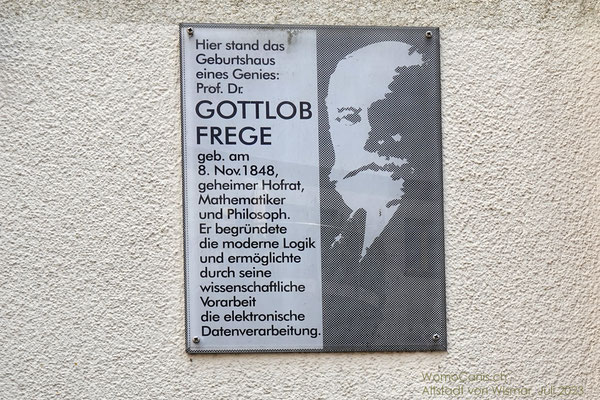 Hier stand das
Geburtshaus
eines Genies:
Prof. Dr.
GOTTLOB
FREGE
geb. am
8. Nov. 1848,
geheimer Hofrat,
Mathematiker
und Philosoph.
Er begründete
die moderne Logik
und ermöglichte
durch seine
wissenschaftliche
Vorarbeit
die elektronische
Datenverarbeitung.
WomoCanis.ch
Altstadt von Wismar, Juli 2023